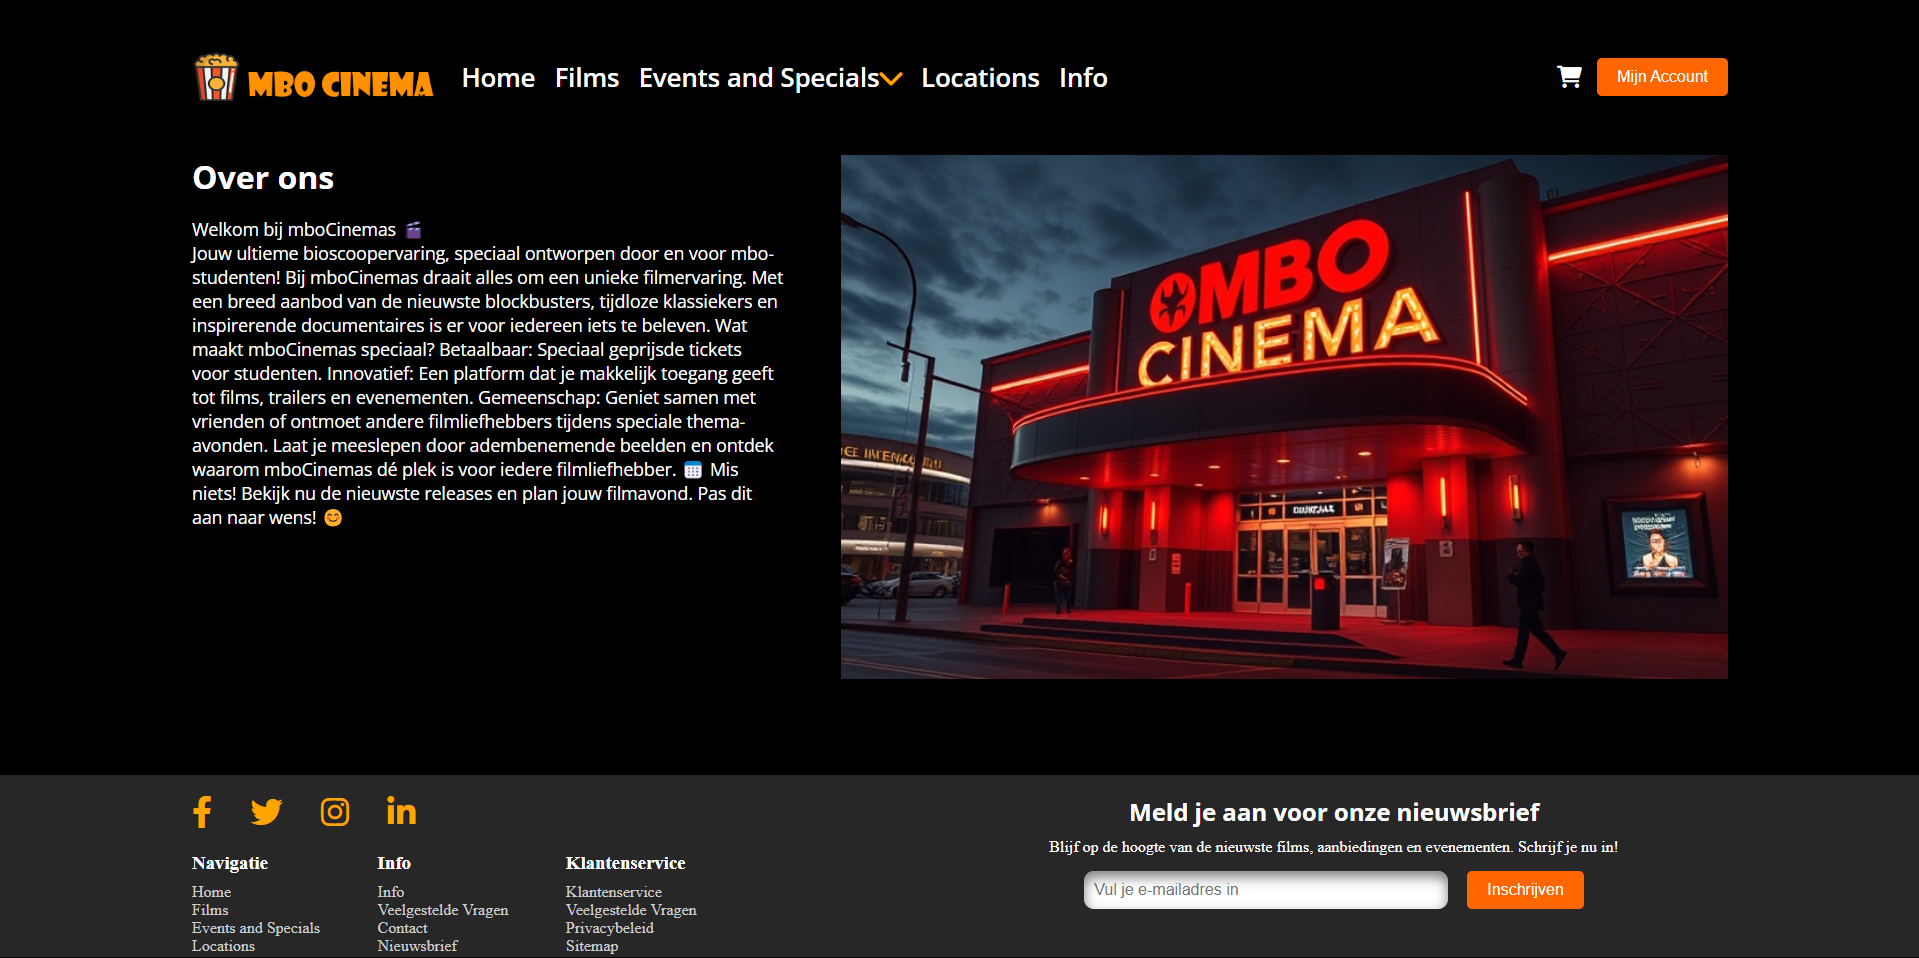 MBO CINEMA
Home Films Events and Specials Locations Info
Mijn Account
Over ons
Welkom bij mboCinemas
Jouw ultieme bioscoopervaring, speciaal ontworpen door en voor mbo-
studenten! Bij mboCinemas draait alles om een unieke filmervaring. Met
een breed aanbod van de nieuwste blockbusters, tijdloze klassiekers en
inspirerende documentaires is er voor iedereen iets te beleven. Wat
maakt mboCinemas speciaal? Betaalbaar: Speciaal geprijsde tickets
voor studenten. Innovatief: Een platform dat je makkelijk toegang geeft
tot films, trailers en evenementen. Gemeenschap: Geniet samen met
vrienden of ontmoet andere filmliefhebbers tijdens speciale thema-
avonden. Laat je meeslepen door adembenemende beelden en ontdek
waarom mboCinemas dé plek is voor iedere filmliefhebber. 📅 Mis
niets! Bekijk nu de nieuwste releases en plan jouw filmavond. Pas dit
aan naar wens! 😊
OMBO
CINEMA
Navigatie
Home
Films
Events and Specials
Locations
Info
Info
Veelgestelde Vragen
Contact
Nieuwsbrief
Klantenservice
Klantenservice
Veelgestelde Vragen
Privacybeleid
Sitemap
Meld je aan voor onze nieuwsbrief
Blijf op de hoogte van de nieuwste films, aanbiedingen en evenementen. Schrijf je nu in!
Vul je e-mailadres in
Inschrijven